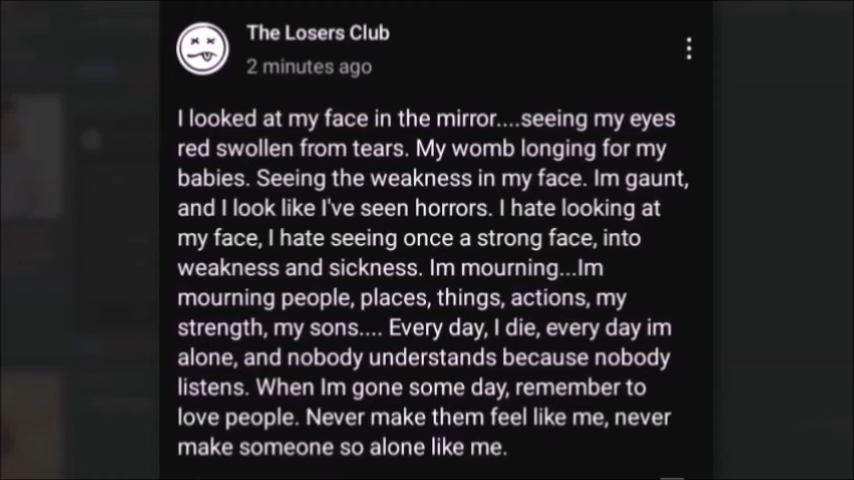 The Losers Club
2 minutes ago
I looked at my face in the mirror....seeing my eyes
red swollen from tears. My womb longing for my
babies. Seeing the weakness in my face. Im gaunt,
and I look like I've seen horrors. I hate looking at
my face, I hate seeing once a strong face, into
weakness and sickness. Im mourning...Im
mourning people, places, things, actions, my
strength, my sons.... Every day, I die, every day im
alone, and nobody understands because nobody
listens. When Im gone some day, remember to
love people. Never make them feel like me, never
make someone so alone like me.